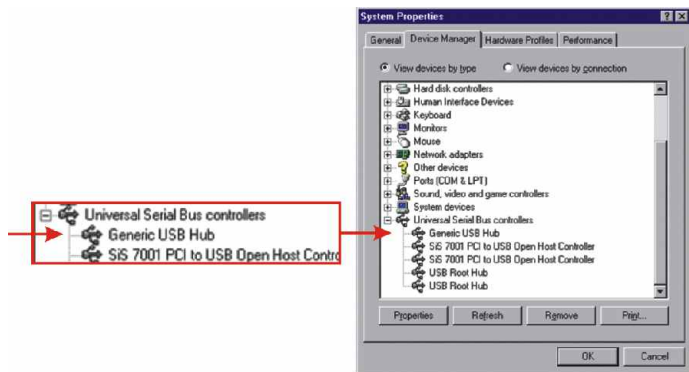 System Properties
General
Device Manager
Hardware Profiles
Performance
View devices by type
View devices by connection
Hard disk controllers
Human Interface Devices
Keyboard
Monitors
Mouse
Network adapters
Other devices
Ports (COM & LPT)
Sound, video and game controllers
System devices
Universal Serial Bus controllers
Generic USB Hub
SiS 7001 PCI to USB Open Host Controller
SiS 7001 PCI to USB Open Host Controller
USB Root Hub
USB Root Hub
Properties
Refresh
Remove
Print...
OK
Cancel
Universal Serial Bus controllers
Generic USB Hub
SiS 7001 PCI to USB Open Host Contro